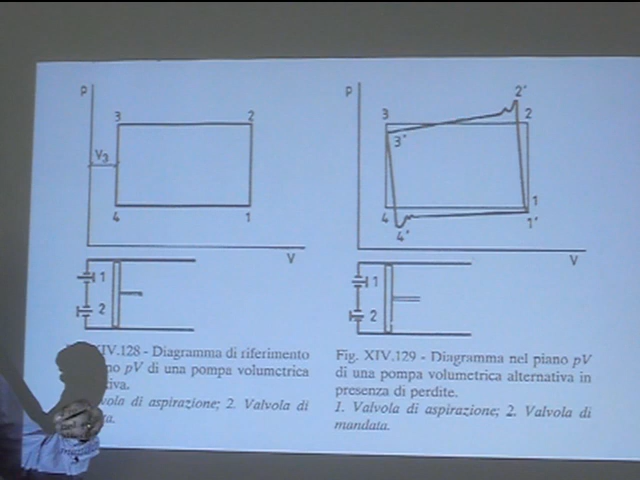 p
3
2
V3
4
1
V
1
2
XIV.128 - Diagramma di riferimento
no pV di una pompa volumetrica
iva.
vola di aspirazione; 2. Valvola di
a.
p
2'
3
2
3'
4
1
1'
4'
V
1
2
Fig. XIV.129 - Diagramma nel piano pV
di una pompa volumetrica alternativa in
presenza di perdite.
1. Valvola di aspirazione; 2. Valvola di
mandata.